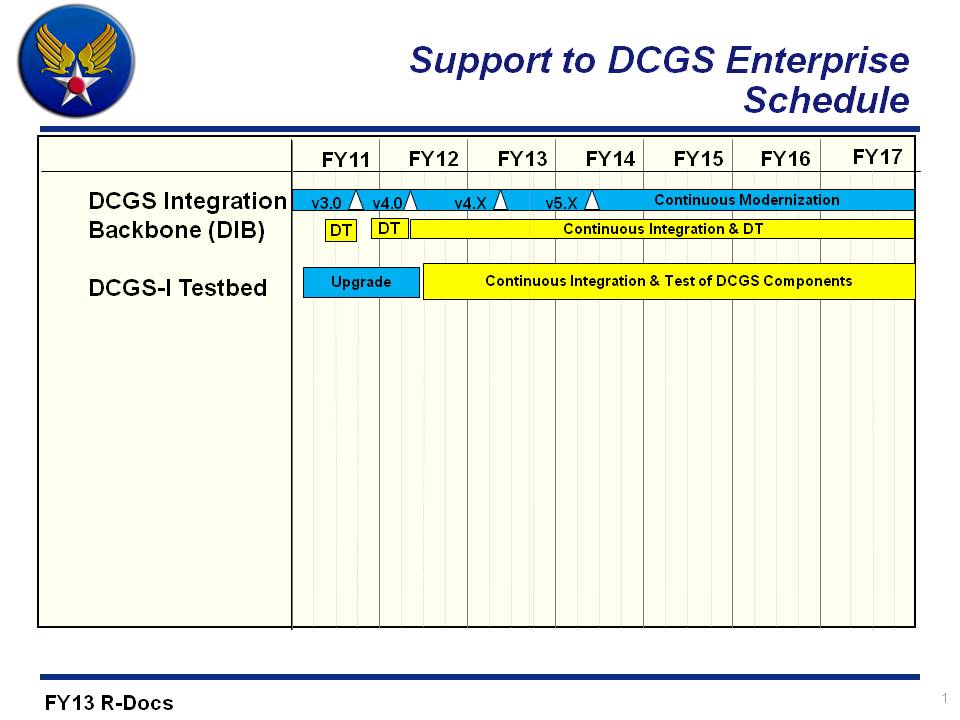 Support to DCGS Enterprise
Schedule
FY11 FY12 FY13 FY14 FY15 FY16 FY17
DCGS Integration
Backbone (DIB)
v3.0 v4.0 v4.X v5.X Continuous Modernization
DT DT Continuous Integration & DT
DCGS-I Testbed
Upgrade Continuous Integration & Test of DCGS Components
FY13 R-Docs
1